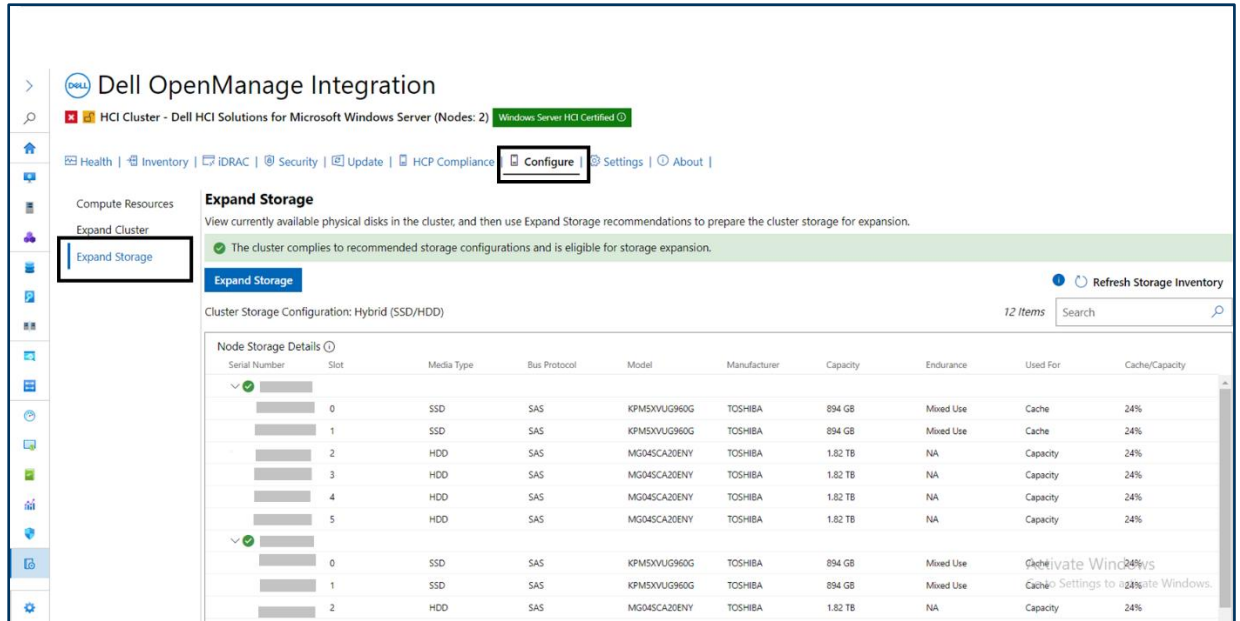 DELL Dell OpenManage Integration
HCI Cluster - Dell HCI Solutions for Microsoft Windows Server (Nodes: 2) Windows Server HCI Certified
Health | Inventory | iDRAC | Security | Update | HCP Compliance | Configure | Settings | About |
Compute Resources
Expand Cluster
Expand Storage
Expand Storage
View currently available physical disks in the cluster, and then use Expand Storage recommendations to prepare the cluster storage for expansion.
The cluster complies to recommended storage configurations and is eligible for storage expansion.
Expand Storage
Refresh Storage Inventory
Cluster Storage Configuration: Hybrid (SSD/HDD)
12 Items Search
Node Storage Details
Serial Number Slot Media Type Bus Protocol Model Manufacturer Capacity Endurance Used For Cache/Capacity
0 SSD SAS KPM5XVUG960G TOSHIBA 894 GB Mixed Use Cache 24%
1 SSD SAS KPM5XVUG960G TOSHIBA 894 GB Mixed Use Cache 24%
2 HDD SAS MG04SCA20ENY TOSHIBA 1.82 TB NA Capacity 24%
3 HDD SAS MG04SCA20ENY TOSHIBA 1.82 TB NA Capacity 24%
4 HDD SAS MG04SCA20ENY TOSHIBA 1.82 TB NA Capacity 24%
5 HDD SAS MG04SCA20ENY TOSHIBA 1.82 TB NA Capacity 24%
0 SSD SAS KPM5XVUG960G TOSHIBA 894 GB Mixed Use Cache 24%
1 SSD SAS KPM5XVUG960G TOSHIBA 894 GB Mixed Use Cache 24%
2 HDD SAS MG04SCA20ENY TOSHIBA 1.82 TB NA Capacity 24%
Activate Windows
Go to Settings to activate Windows.